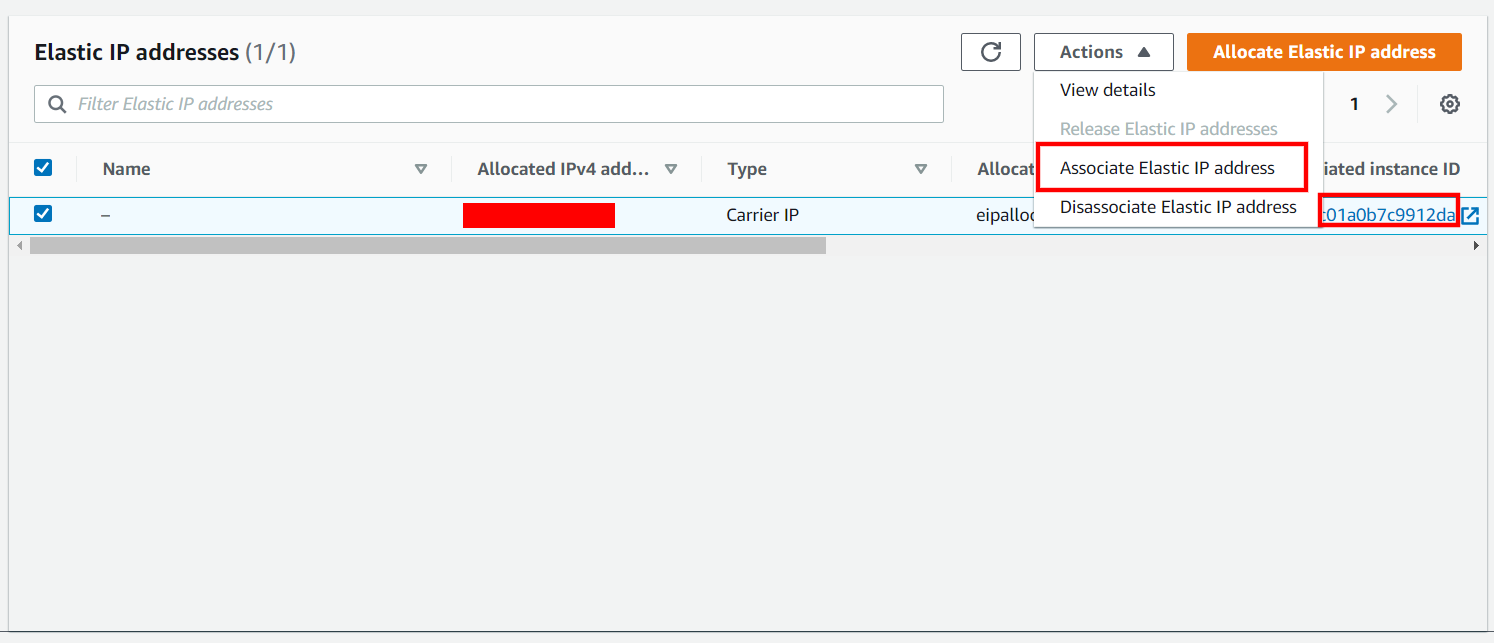 Elastic IP addresses (1/1)
Actions
Allocate Elastic IP address
Filter Elastic IP addresses
View details
1
Release Elastic IP addresses
Name
Allocated IPv4 add...
Type
Allocat
Associate Elastic IP address
iated instance ID
–
Carrier IP
eipalloc
Disassociate Elastic IP address
c01a0b7c9912da